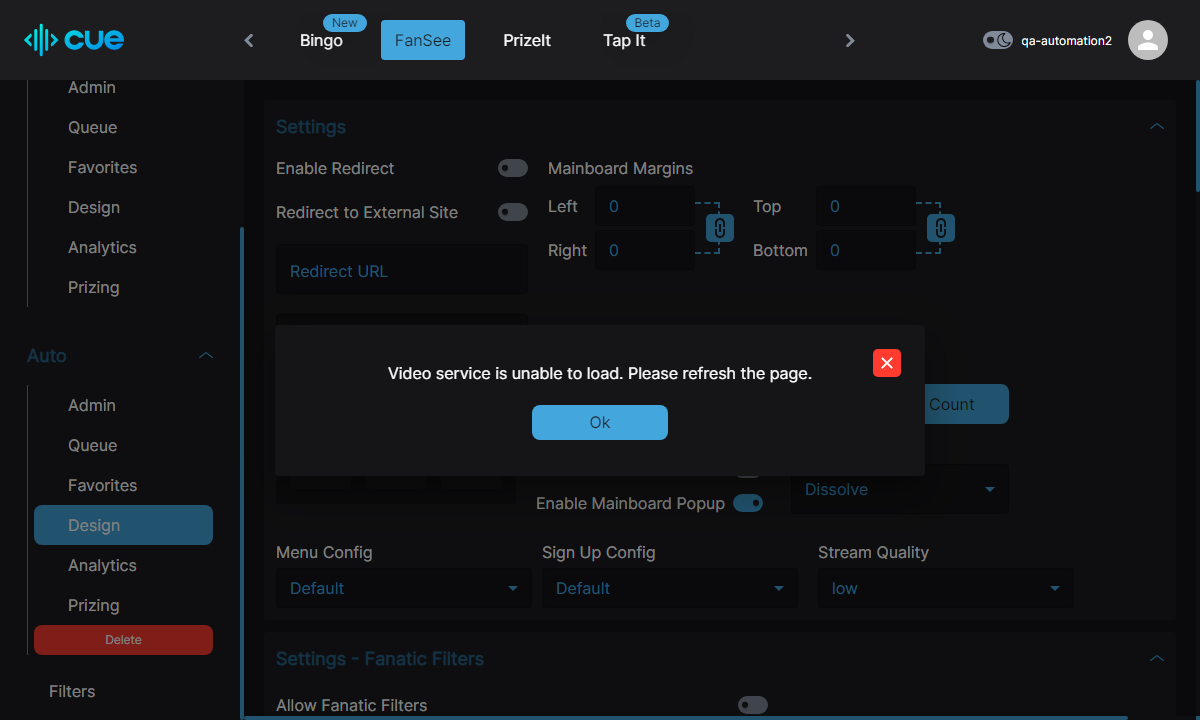 cue
New
Bingo
FanSee
PrizeIt
Beta
Tap It
qa-automation2
Admin
Queue
Favorites
Design
Analytics
Prizing
Auto
Admin
Queue
Favorites
Design
Analytics
Prizing
Delete
Filters
Settings
Enable Redirect
Redirect to External Site
Redirect URL
Mainboard Margins
Left 0
Top 0
Right 0
Bottom 0
Video service is unable to load. Please refresh the page.
Ok
Count
Enable Mainboard Popup
Dissolve
Menu Config
Sign Up Config
Stream Quality
Default
Default
low
Settings - Fanatic Filters
Allow Fanatic Filters